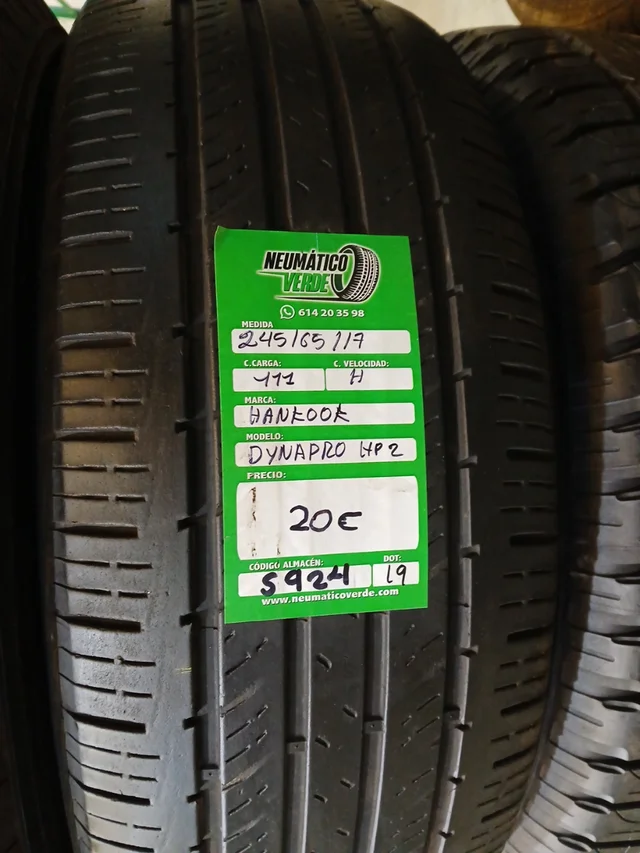 NEUMÁTICO
VERDE
614 20 35 98
MEDIDA
245/65/17
C.CARGA: C. VELOCIDAD:
111 H
MARCA:
HANKOOK
MODELO:
DYNAPRO HP2
PRECIO:
20€
CÓDIGO ALMACÉN: DOT:
S924 19
www.neumaticoverde.com